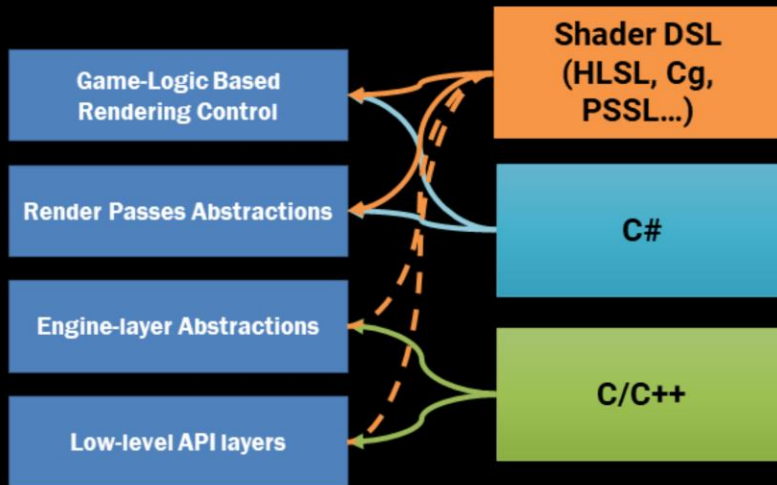 Game-Logic Based
Rendering Control
Render Passes Abstractions
Engine-layer Abstractions
Low-level API layers
Shader DSL
(HLSL, Cg,
PSSL...)
C#
C/C++